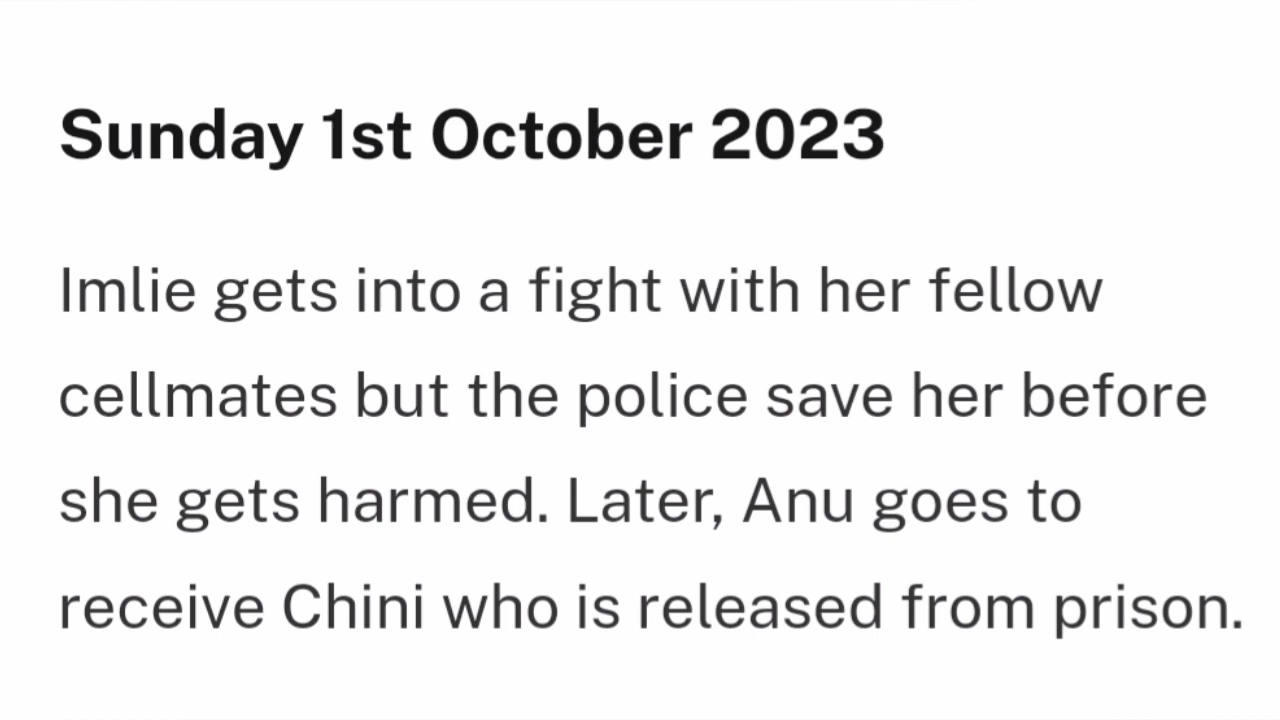 Sunday 1st October 2023
Imlie gets into a fight with her fellow
cellmates but the police save her before
she gets harmed. Later, Anu goes to
receive Chini who is released from prison.